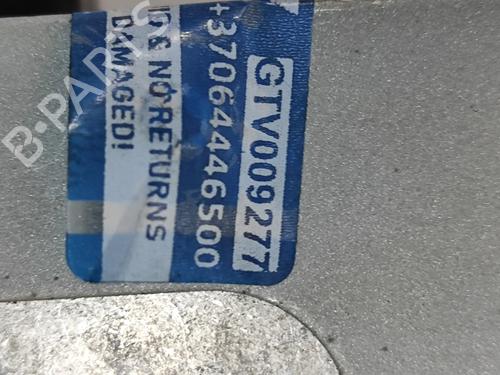 GTV009277
+37064446500
NO RETURNS
DAMAGED!
B-PARTS